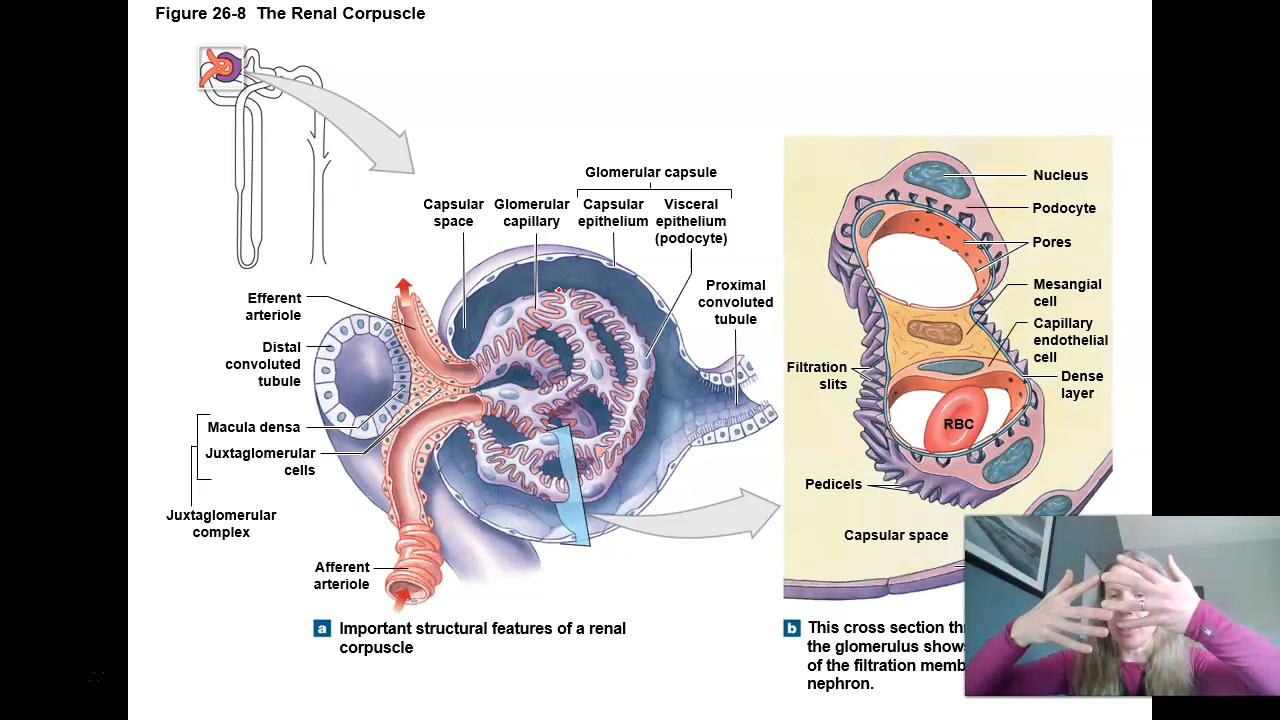 Figure 26-8 The Renal Corpuscle
Glomerular capsule
Capsular
space
Glomerular
capillary
Capsular
epithelium
Visceral
epithelium
(podocyte)
Proximal
convoluted
tubule
Efferent
arteriole
Distal
convoluted
tubule
Macula densa
Juxtaglomerular
cells
Juxtaglomerular
complex
Afferent
arteriole
a Important structural features of a renal
corpuscle
Nucleus
Podocyte
Pores
Mesangial
cell
Capillary
endothelial
cell
Dense
layer
Filtration
slits
RBC
Pedicels
Capsular space
b This cross section
the glomerulus
of the filtration
nephron.